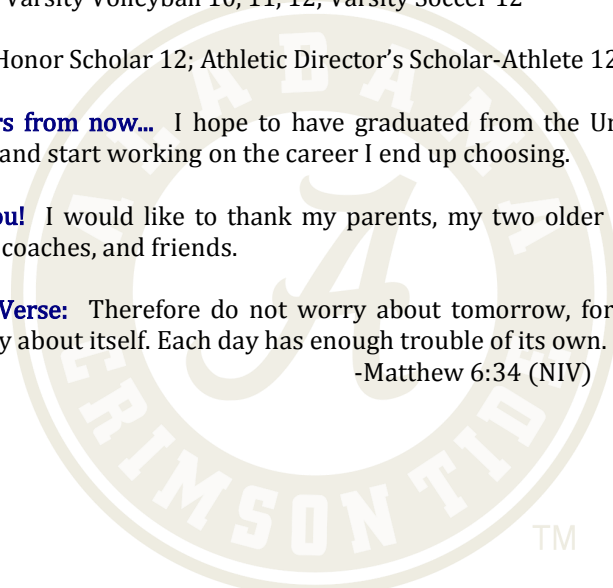 Varsity Volleyball 10, 11, 12; Varsity Soccer 12
Honor Scholar 12; Athletic Director’s Scholar-Athlete 12
rs from now... I hope to have graduated from the Un
and start working on the career I end up choosing.
ou! I would like to thank my parents, my two older
coaches, and friends.
Verse: Therefore do not worry about tomorrow, for
y about itself. Each day has enough trouble of its own.
-Matthew 6:34 (NIV)
ALABAMA
A
CRIMSON TIDE
TM